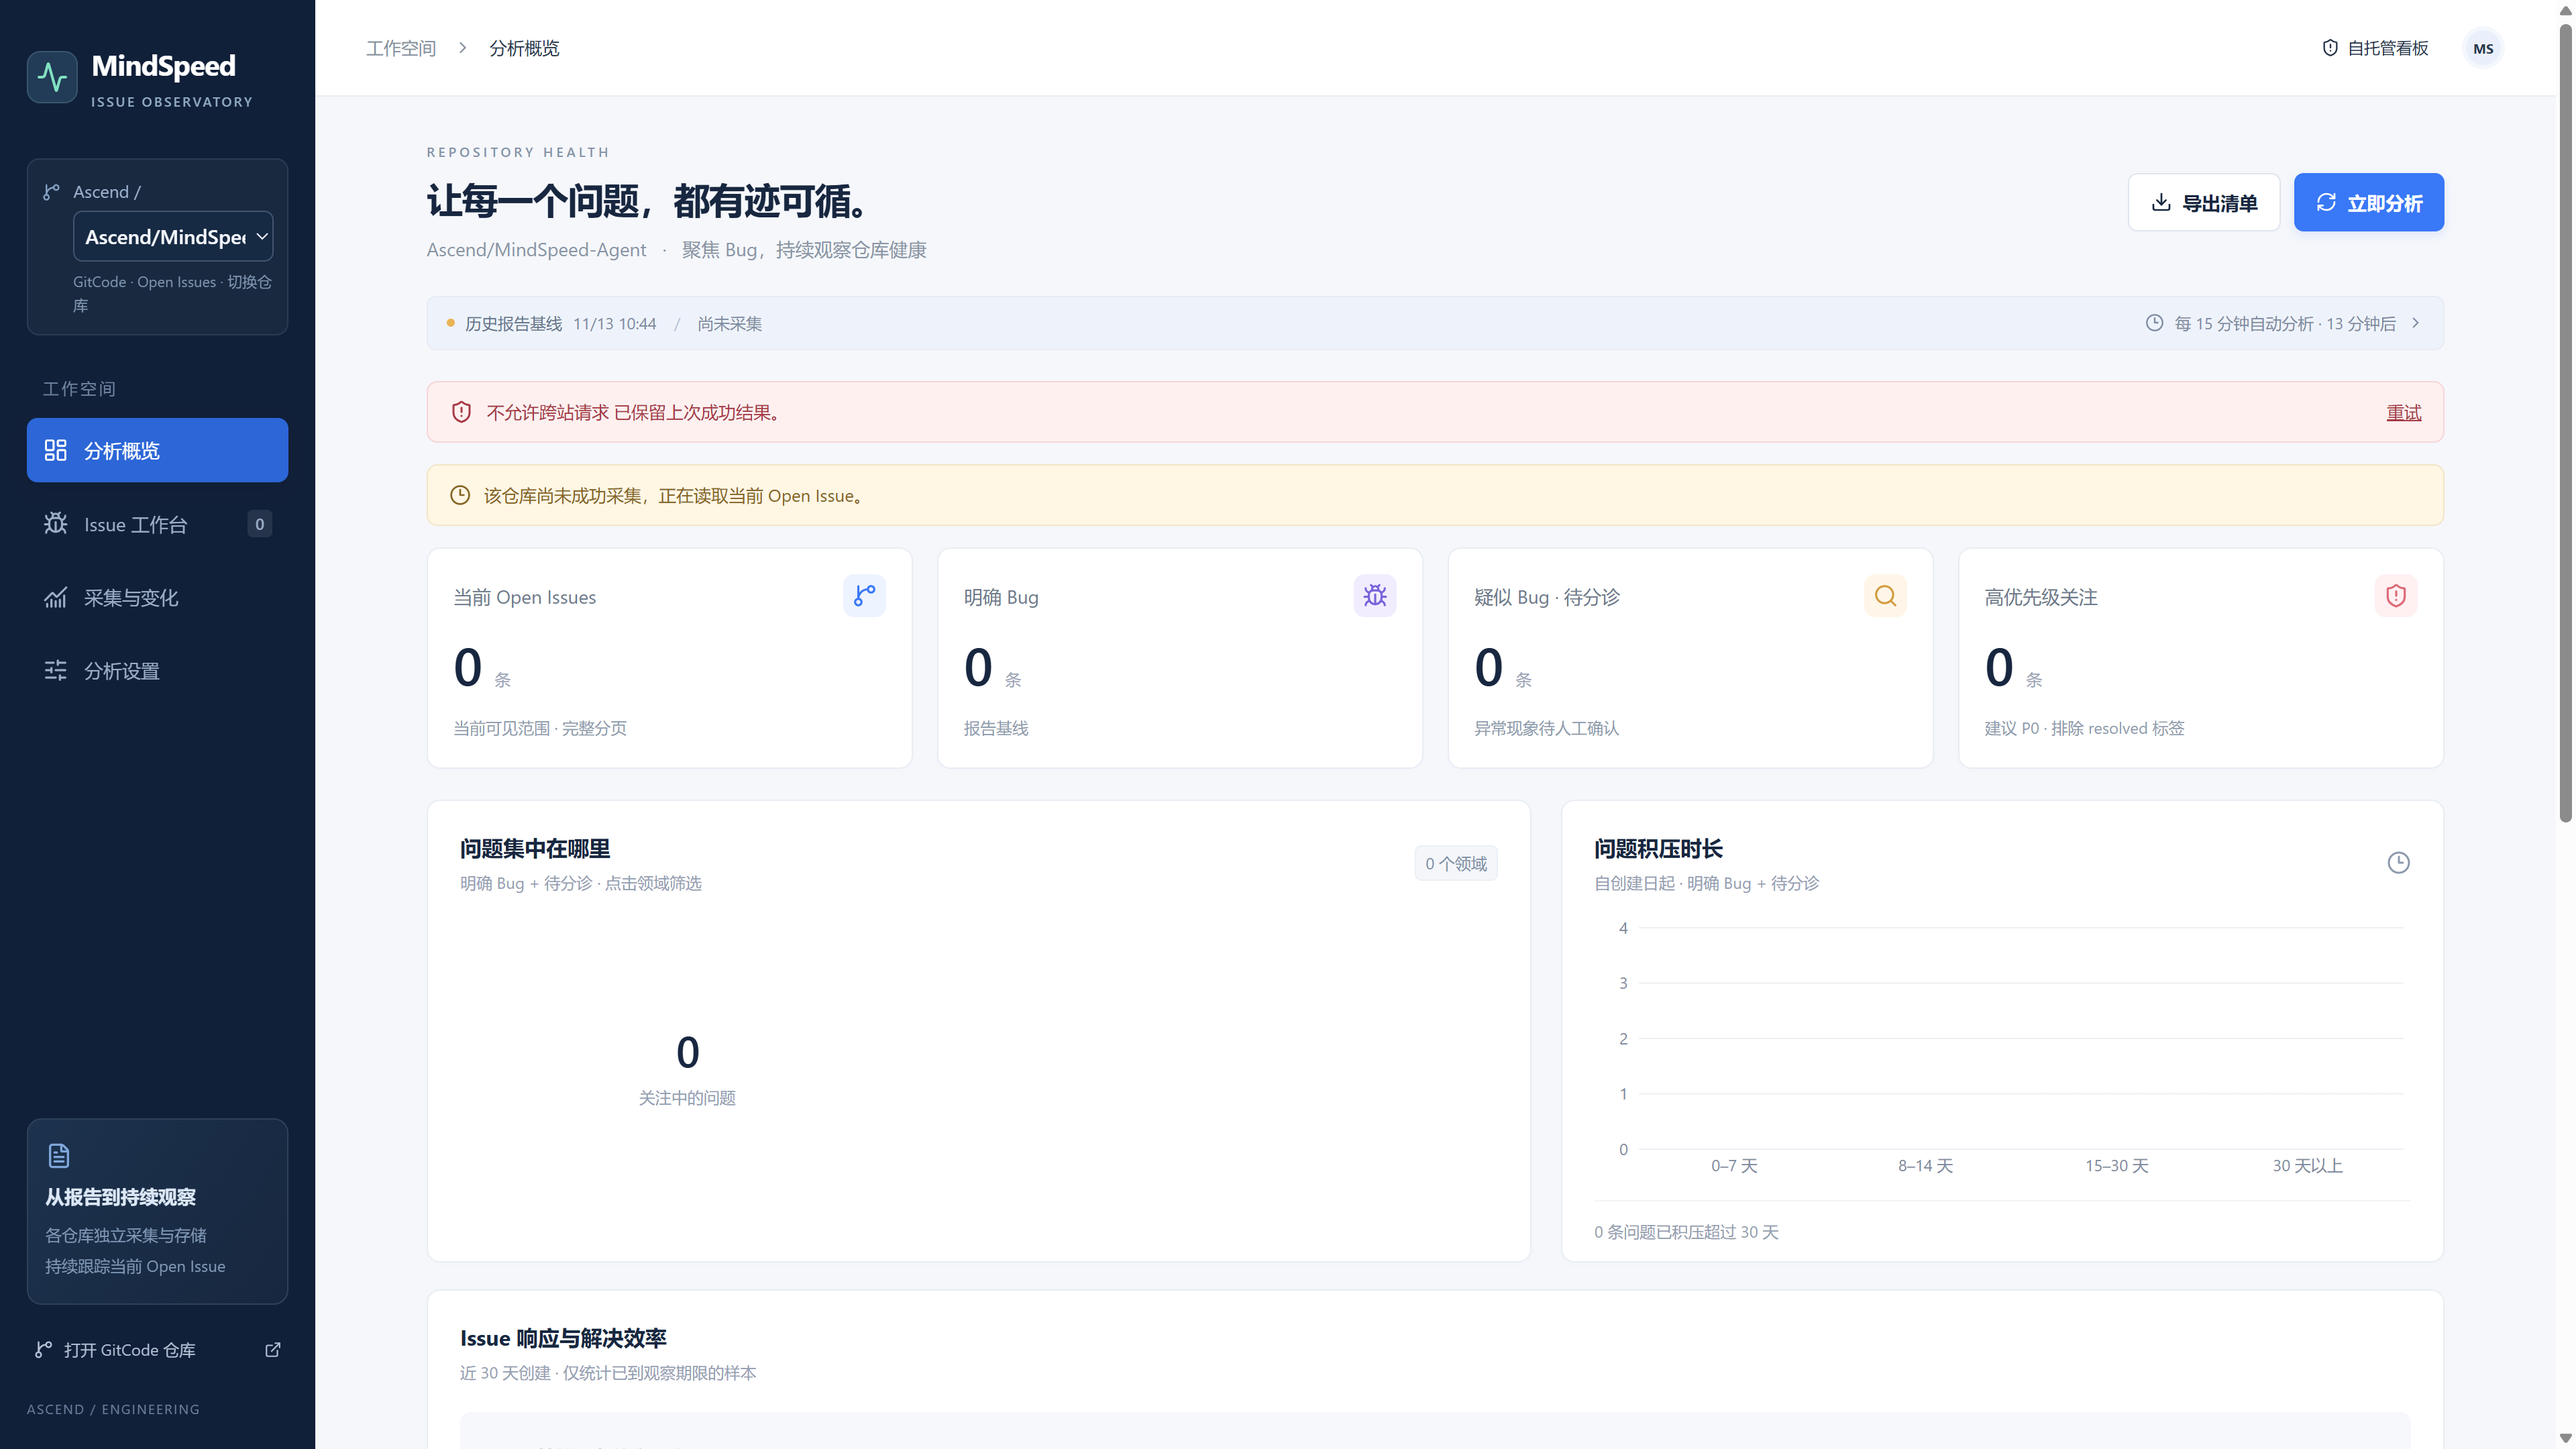 MindSpeed
ISSUE OBSERVATORY
Ascend /
Ascend/MindSpee
GitCode · Open Issues · 切换仓
库
工作空间
分析概览
Issue 工作台
0
采集与变化
分析设置
从报告到持续观察
各仓库独立采集与存储
持续跟踪当前 Open Issue
打开 GitCode 仓库
ASCEND / ENGINEERING
工作空间 > 分析概览
自托管看板
MS
REPOSITORY HEALTH
让每一个问题，都有迹可循。
Ascend/MindSpeed-Agent · 聚焦 Bug，持续观察仓库健康
导出清单
立即分析
历史报告基线 11/13 10:44 / 尚未采集
每 15 分钟自动分析 · 13 分钟后
不允许跨站请求 已保留上次成功结果。
重试
该仓库尚未成功采集，正在读取当前 Open Issue。
当前 Open Issues
0 条
当前可见范围 · 完整分页
明确 Bug
0 条
报告基线
疑似 Bug · 待分诊
0 条
异常现象待人工确认
高优先级关注
0 条
建议 P0 · 排除 resolved 标签
问题集中在哪里
明确 Bug + 待分诊 · 点击领域筛选
0 个领域
0
关注中的问题
问题积压时长
自创建日起 · 明确 Bug + 待分诊
4
3
2
1
0
0–7 天
8–14 天
15–30 天
30 天以上
0 条问题已积压超过 30 天
Issue 响应与解决效率
近 30 天创建 · 仅统计已到观察期限的样本